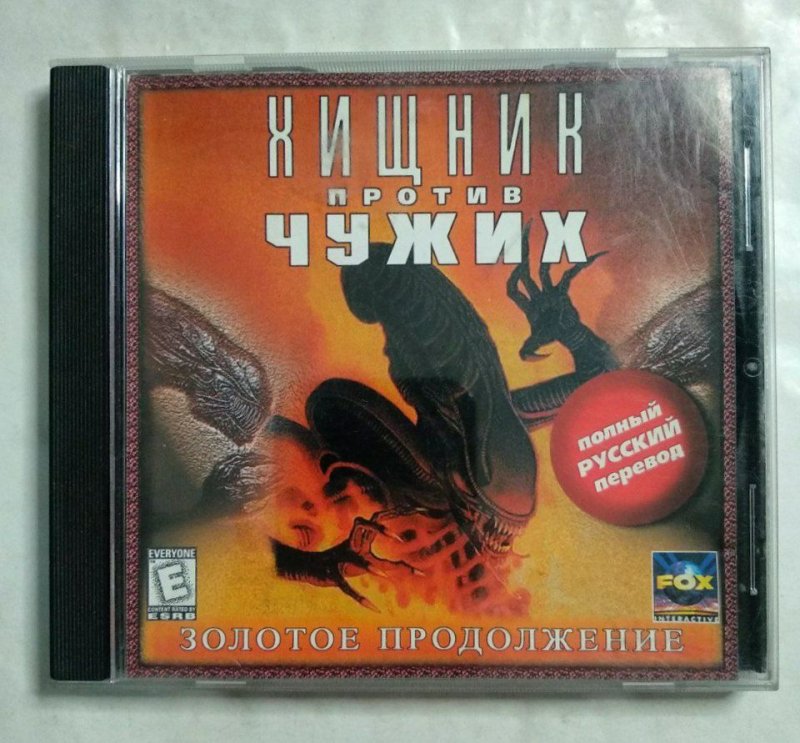 ХИЩНИК
ПРОТИВ
ЧУЖИХ
полный
РУССКИЙ
перевод
EVERYONE
E
CONTENT RATED BY
ESRB
FOX
INTERACTIVE
ЗОЛОТОЕ ПРОДОЛЖЕНИЕ